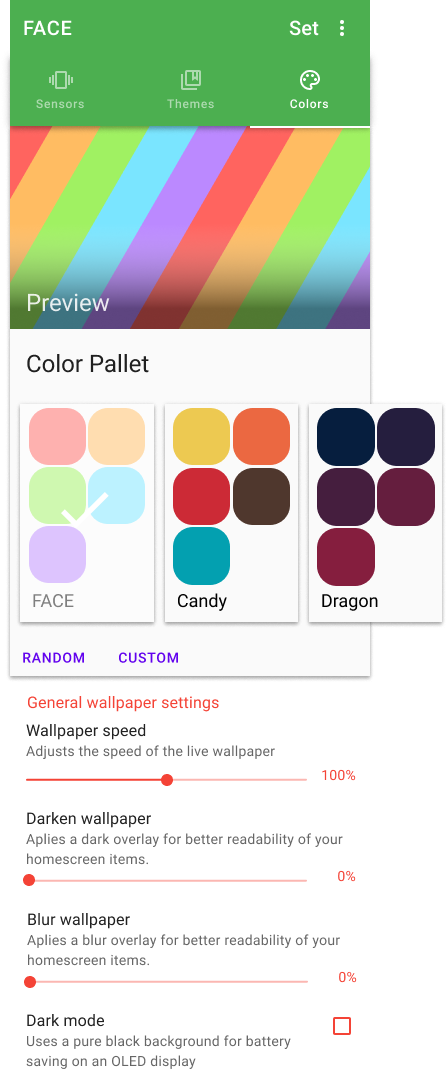 FACE Set
Sensors Themes Colors
Preview
Color Pallet
FACE Candy Dragon
RANDOM CUSTOM
General wallpaper settings
Wallpaper speed
Adjusts the speed of the live wallpaper
100%
Darken wallpaper
Aplies a dark overlay for better readability of your
homescreen items.
0%
Blur wallpaper
Aplies a blur overlay for better readability of your
homescreen items.
0%
Dark mode
Uses a pure black background for battery
saving on an OLED display